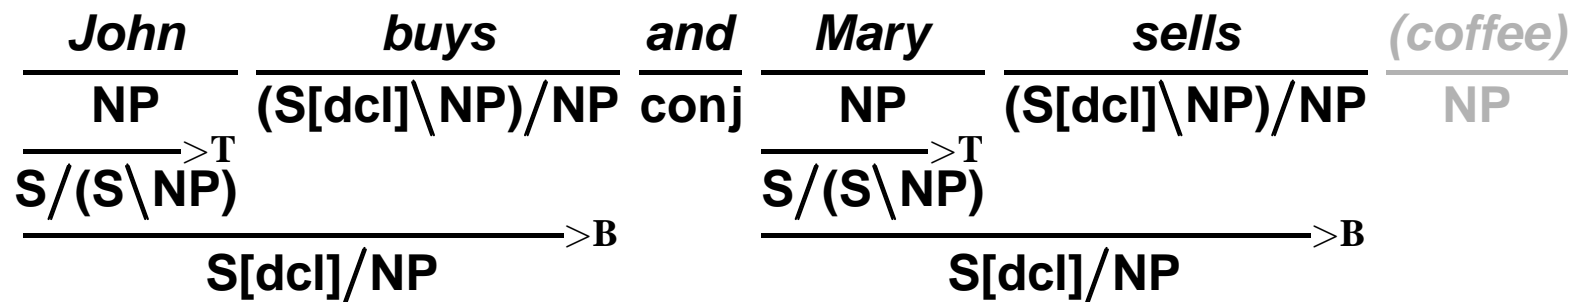 John buys and Mary sells (coffee)
NP (S[dcl]\NP)/NP conj NP (S[dcl]\NP)/NP NP
>T >T
S/(S\NP) S/(S\NP)
>B >B
S[dcl]/NP S[dcl]/NP